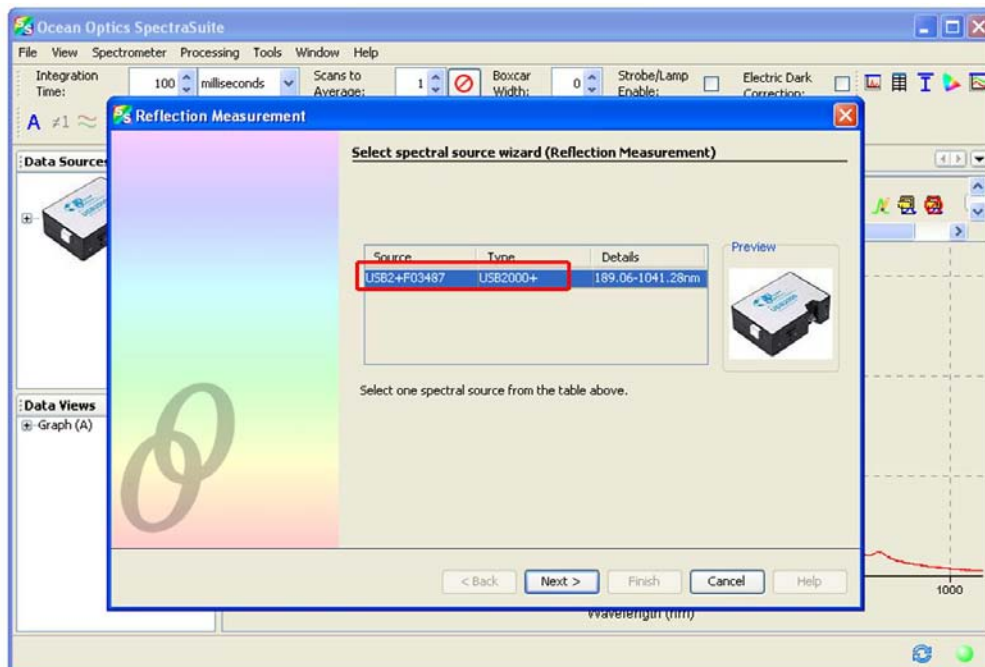 Ocean Optics SpectraSuite
File View Spectrometer Processing Tools Window Help
Integration Time: 100 milliseconds Scans to Average: 1 Boxcar Width: 0 Strobe/Lamp Enable: Electric Dark Correction:
A ≠1
Reflection Measurement
Data Sources
Select spectral source wizard (Reflection Measurement)
Source Type Details
USB2+F03487 USB2000+ 189.06-1041.28nm
Preview
USB2000
Select one spectral source from the table above.
Data Views
Graph (A)
< Back Next > Finish Cancel Help
1000
Wavelength (nm)